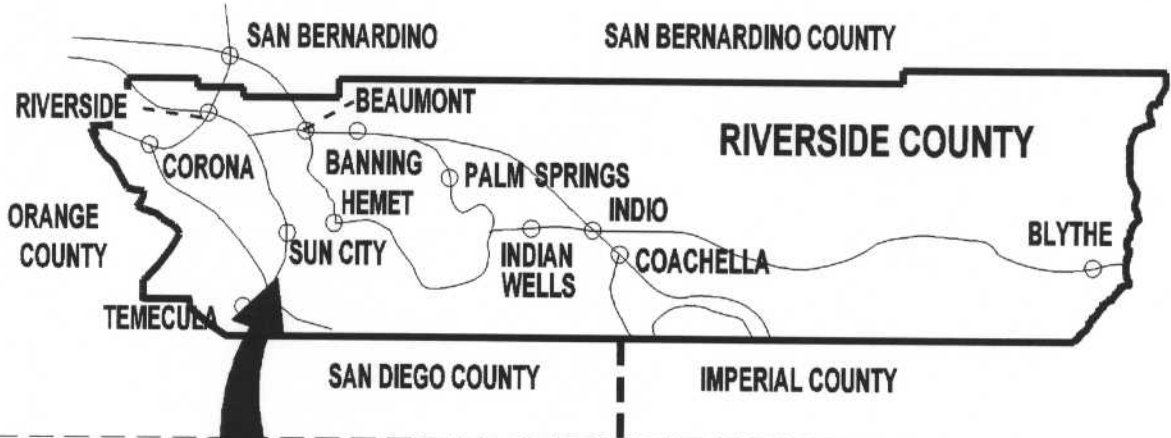 SAN BERNARDINO
SAN BERNARDINO COUNTY
RIVERSIDE
BEAUMONT
RIVERSIDE COUNTY
CORONA
BANNING
PALM SPRINGS
HEMET
ORANGE
COUNTY
INDIO
BLYTHE
SUN CITY
INDIAN
WELLS
COACHELLA
TEMECULA
SAN DIEGO COUNTY
IMPERIAL COUNTY